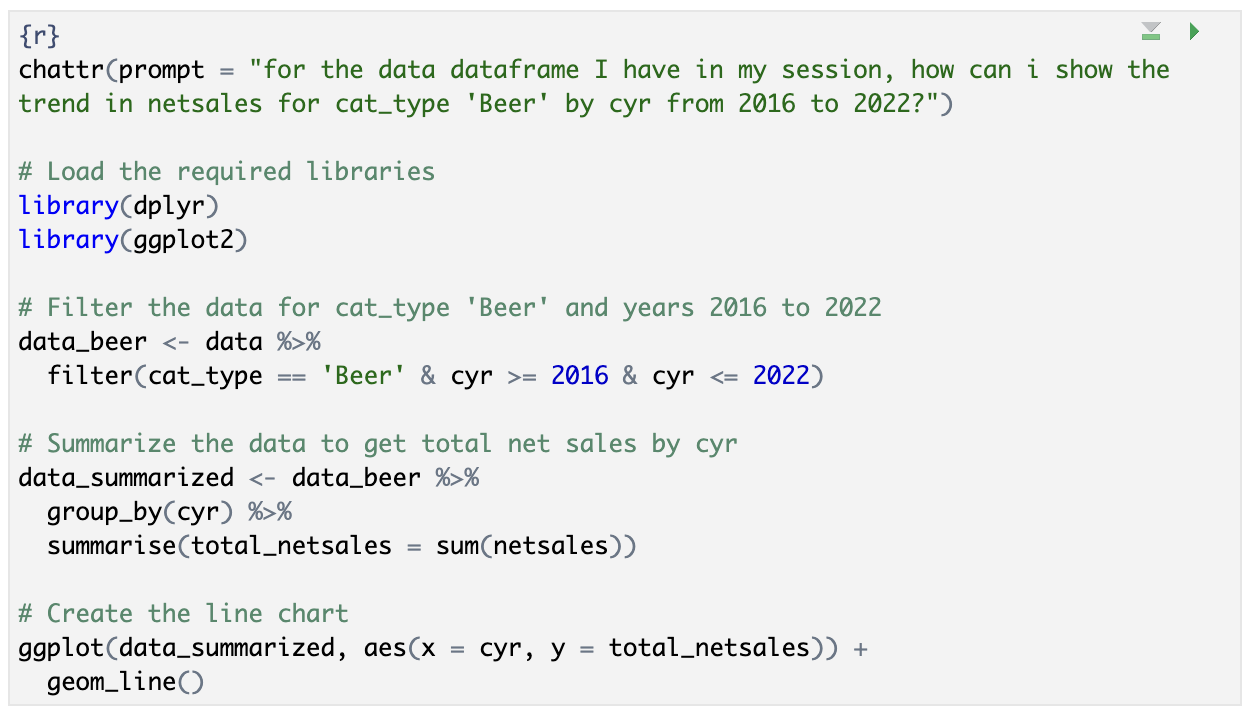 {r}
chattr(prompt = "for the data dataframe I have in my session, how can i show the
trend in netsales for cat_type 'Beer' by cyr from 2016 to 2022?")
# Load the required libraries
library(dplyr)
library(ggplot2)
# Filter the data for cat_type 'Beer' and years 2016 to 2022
data_beer <- data %>%
  filter(cat_type == 'Beer' & cyr >= 2016 & cyr <= 2022)
# Summarize the data to get total net sales by cyr
data_summarized <- data_beer %>%
  group_by(cyr) %>%
  summarise(total_netsales = sum(netsales))
# Create the line chart
ggplot(data_summarized, aes(x = cyr, y = total_netsales)) +
  geom_line()